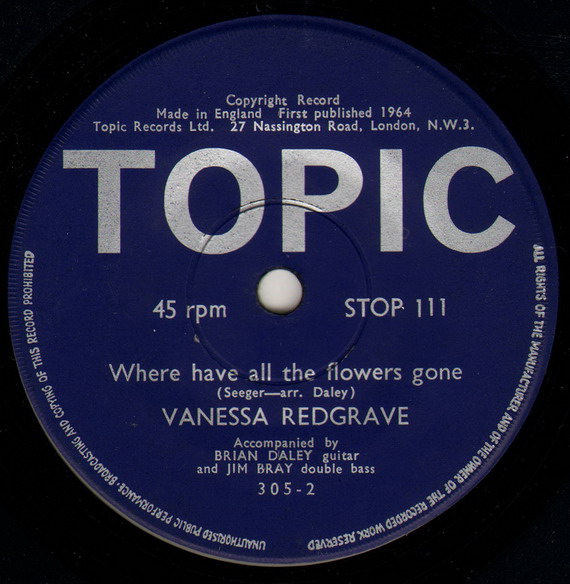 Copyright Record
Made in England First published 1964
Topic Records Ltd. 27 Nassington Road, London, N.W.3.
TOPIC
45 rpm STOP 111
Where have all the flowers gone
(Seeger—arr. Daley)
VANESSA REDGRAVE
Accompanied by
BRIAN DALEY guitar
and JIM BRAY double bass
305-2
ALL RIGHTS OF THE MANUFACTURER AND OF THE OWNER OF THE RECORDED WORK RESERVED
UNAUTHORISED PUBLIC PERFORMANCE· BROADCASTING AND COPYING OF THIS RECORD PROHIBITED